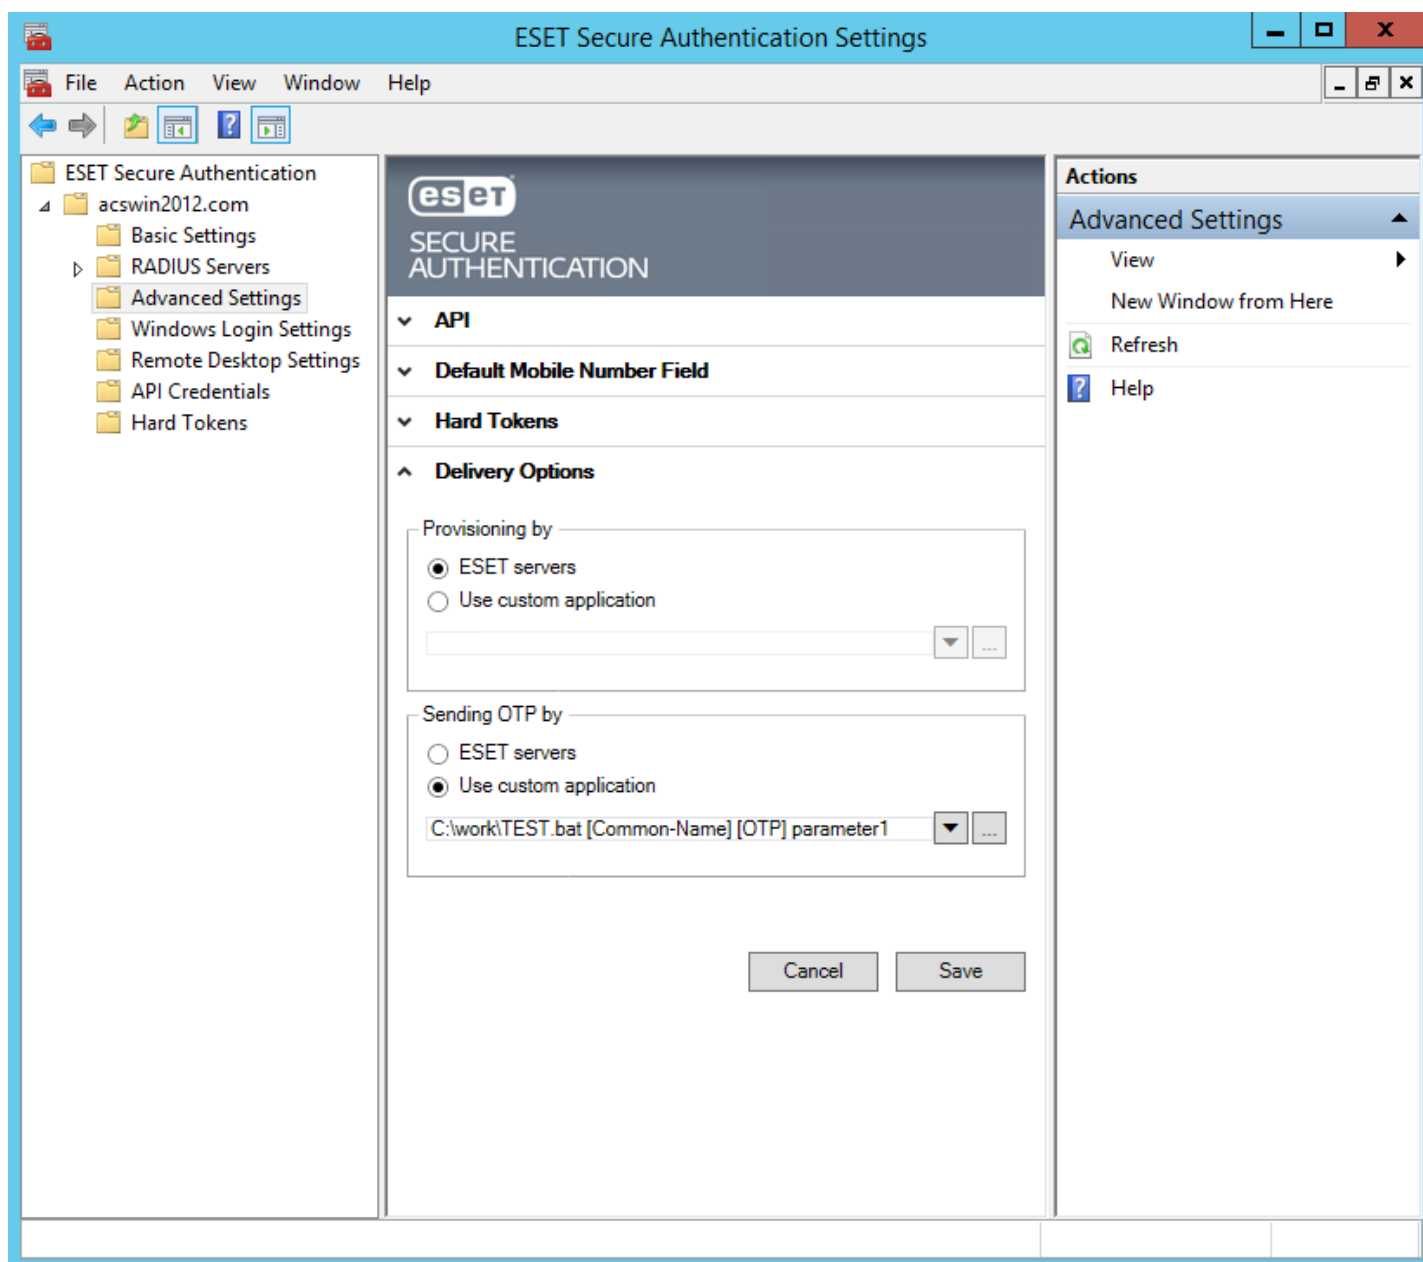 ESET Secure Authentication Settings
File Action View Window Help
ESET Secure Authentication
acswin2012.com
Basic Settings
RADIUS Servers
Advanced Settings
Windows Login Settings
Remote Desktop Settings
API Credentials
Hard Tokens
eseT
SECURE
AUTHENTICATION
API
Default Mobile Number Field
Hard Tokens
Delivery Options
Provisioning by
ESET servers
Use custom application
...
Sending OTP by
ESET servers
Use custom application
C:\work\TEST.bat [Common-Name] [OTP] parameter1
...
Cancel Save
Actions
Advanced Settings
View
New Window from Here
Refresh
Help